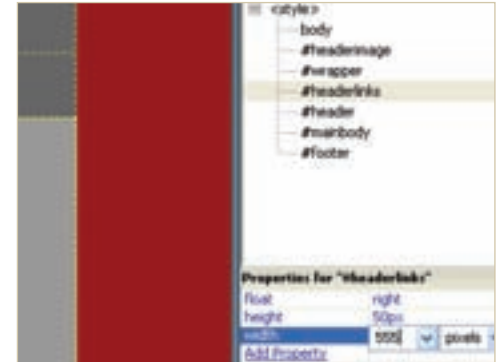 <style>
body
#headerimage
#wrapper
#headerlinks
#header
#mainbody
#footer
Properties for "#headerlinks"
float right
height 50px
width 555 pixels
Add Property